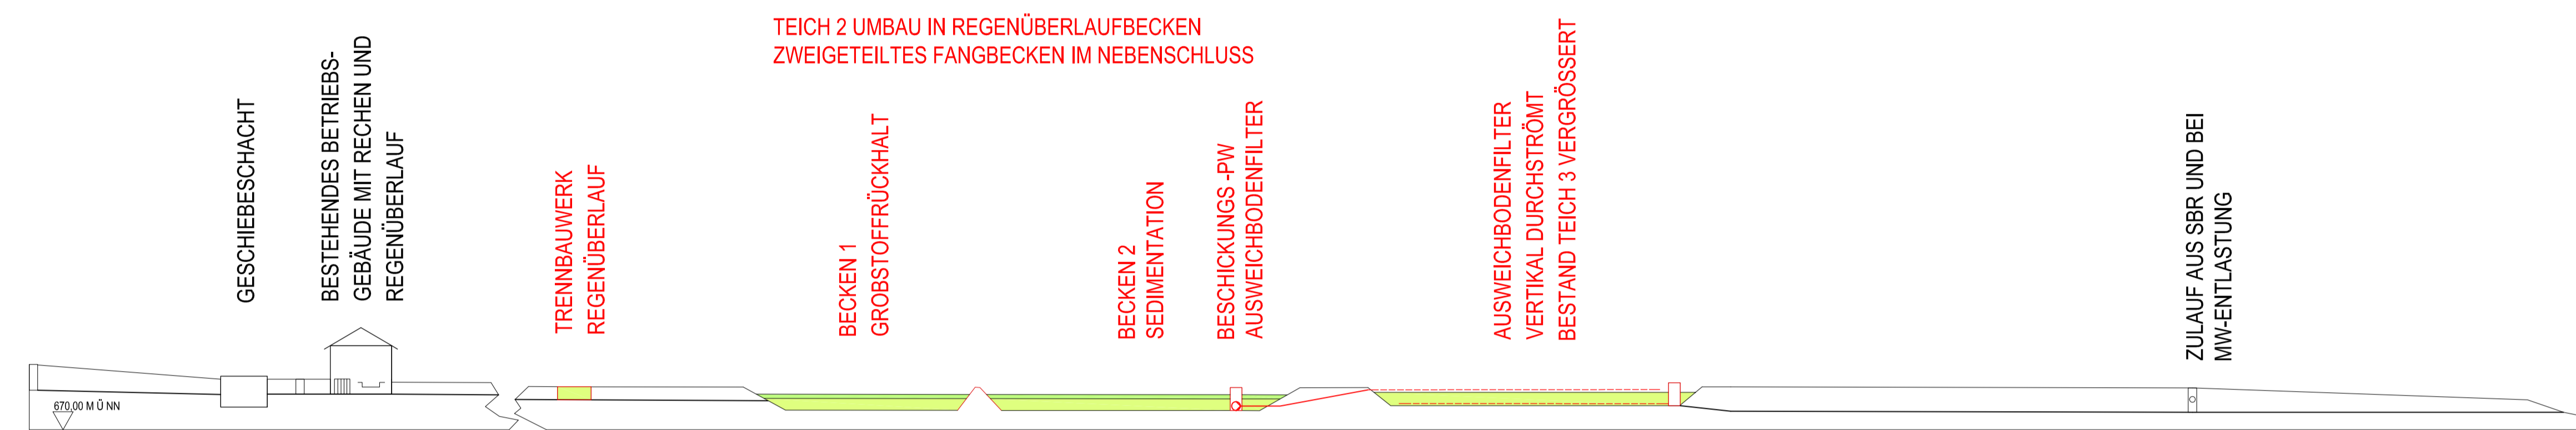 TEICH 2 UMBAU IN REGENÜBERLAUFBECKEN
ZWEIGETEILTES FANGBECKEN IM NEBENSCHLUSS
GESCHIEBESCHACHT
BESTEHENDES BETRIEBS-
GEBÄUDE MIT RECHEN UND
REGENÜBERLAUF
TRENNBAUWERK
REGENÜBERLAUF
BECKEN 1
GROBSTOFFRÜCKHALT
BECKEN 2
SEDIMENTATION
BESCHICKUNGS -PW
AUSWEICHBODENFILTER
AUSWEICHBODENFILTER
VERTIKAL DURCHSTRÖMT
BESTAND TEICH 3 VERGRÖSSERT
ZULAUF AUS SBR UND BEI
MW-ENTLASTUNG
670,00 M Ü NN